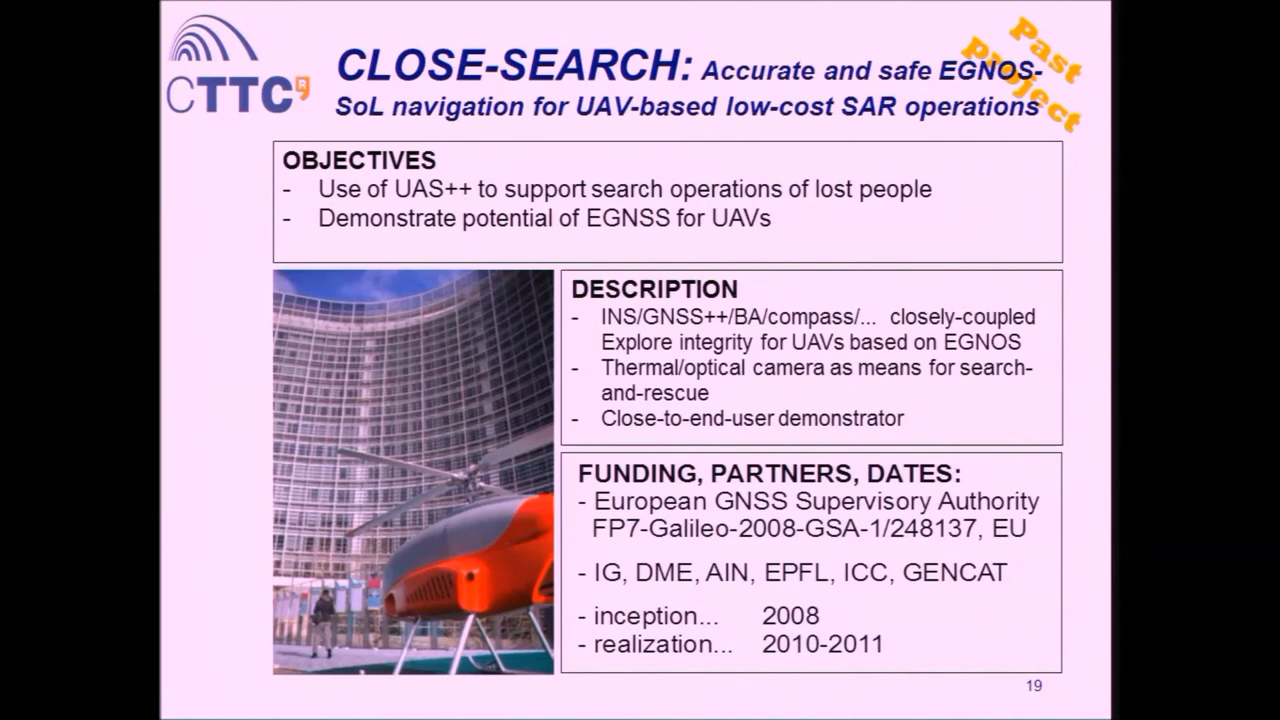 CTTC R
Past
project
CLOSE-SEARCH: Accurate and safe EGNOS-
SoL navigation for UAV-based low-cost SAR operations
OBJECTIVES
- Use of UAS++ to support search operations of lost people
- Demonstrate potential of EGNSS for UAVs
DESCRIPTION
- INS/GNSS++/BA/compass/... closely-coupled
Explore integrity for UAVs based on EGNOS
- Thermal/optical camera as means for search-
and-rescue
- Close-to-end-user demonstrator
FUNDING, PARTNERS, DATES:
- European GNSS Supervisory Authority
FP7-Galileo-2008-GSA-1/248137, EU
- IG, DME, AIN, EPFL, ICC, GENCAT
- inception... 2008
- realization... 2010-2011
19